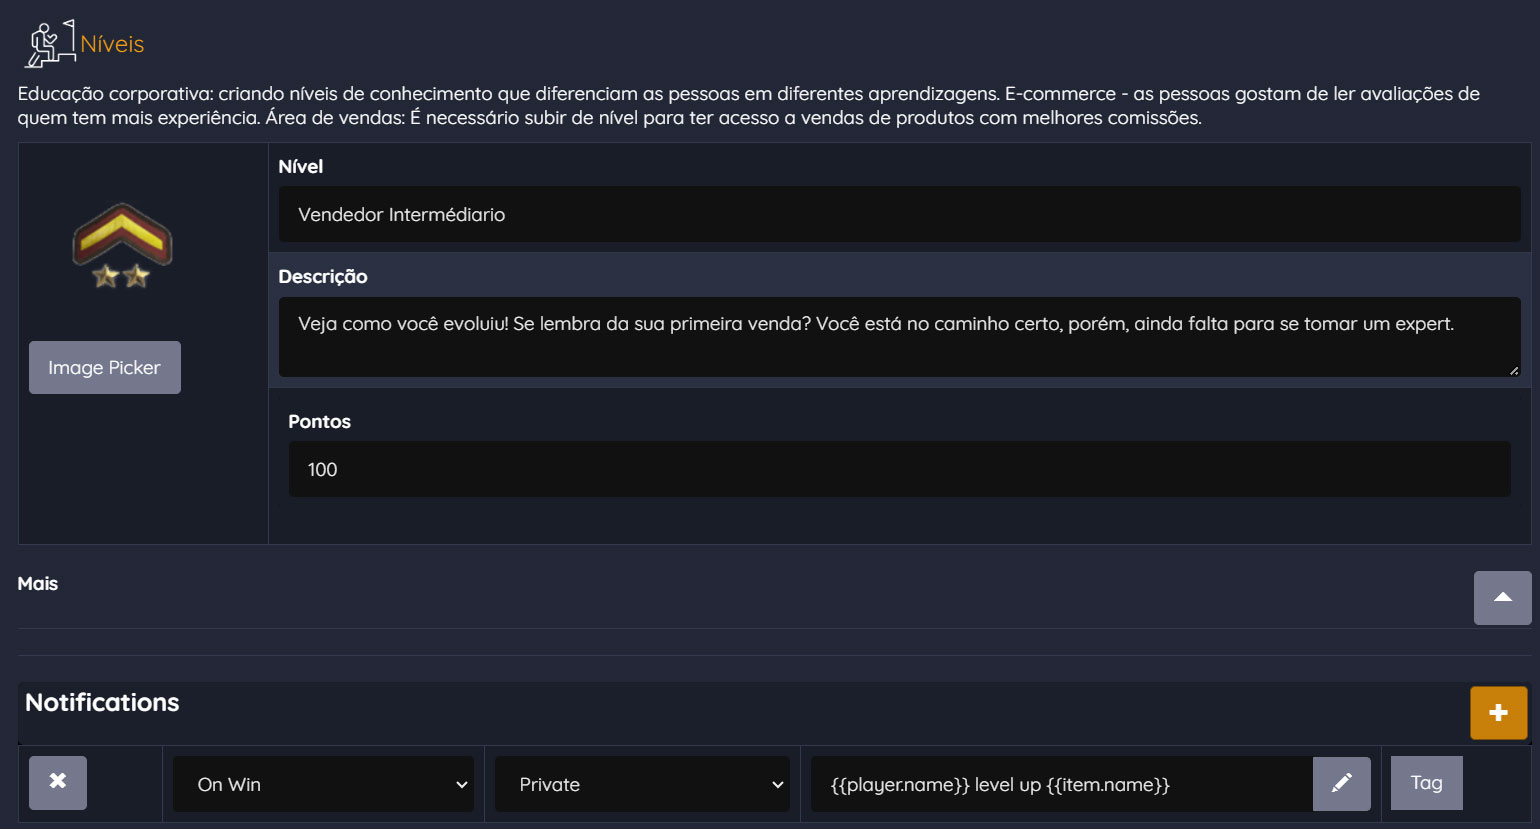 Níveis
Educação corporativa: criando níveis de conhecimento que diferenciam as pessoas em diferentes aprendizagens. E-commerce - as pessoas gostam de ler avaliações de
quem tem mais experiência. Área de vendas: É necessário subir de nível para ter acesso a vendas de produtos com melhores comissões.
Nível
Vendedor Intermédiario
Descrição
Veja como você evoluiu! Se lembra da sua primeira venda? Você está no caminho certo, porém, ainda falta para se tomar um expert.
Image Picker
Pontos
100
Mais
Notifications
On Win
Private
{{player.name}} level up {{item.name}}
Tag